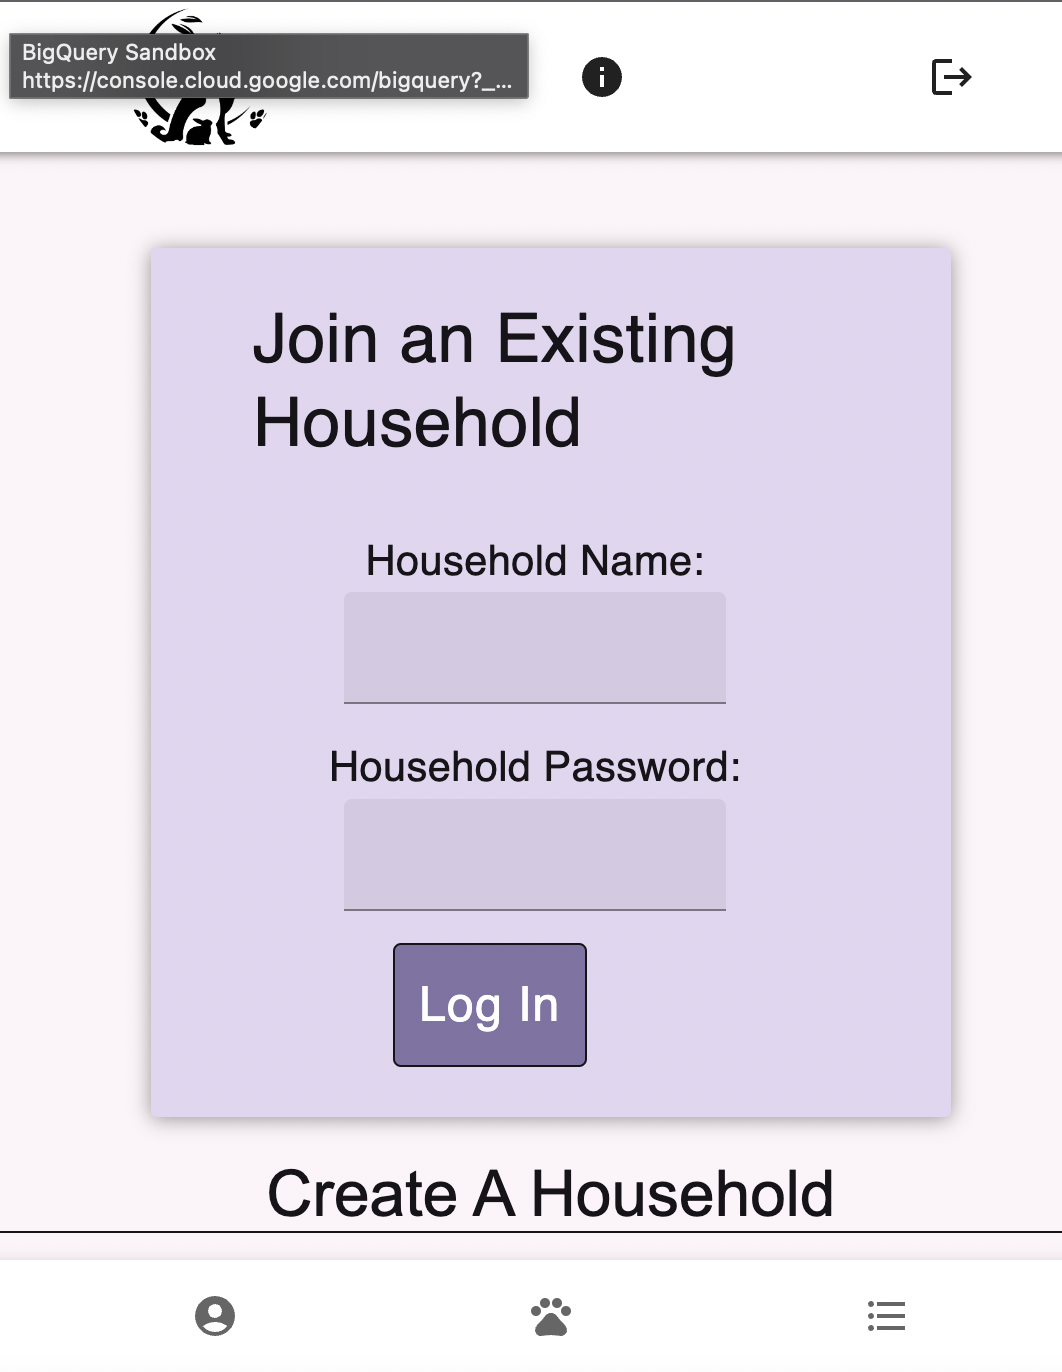 BigQuery Sandbox
https://console.cloud.google.com/bigquery?_...
Join an Existing
Household
Household Name:
Household Password:
Log In
Create A Household